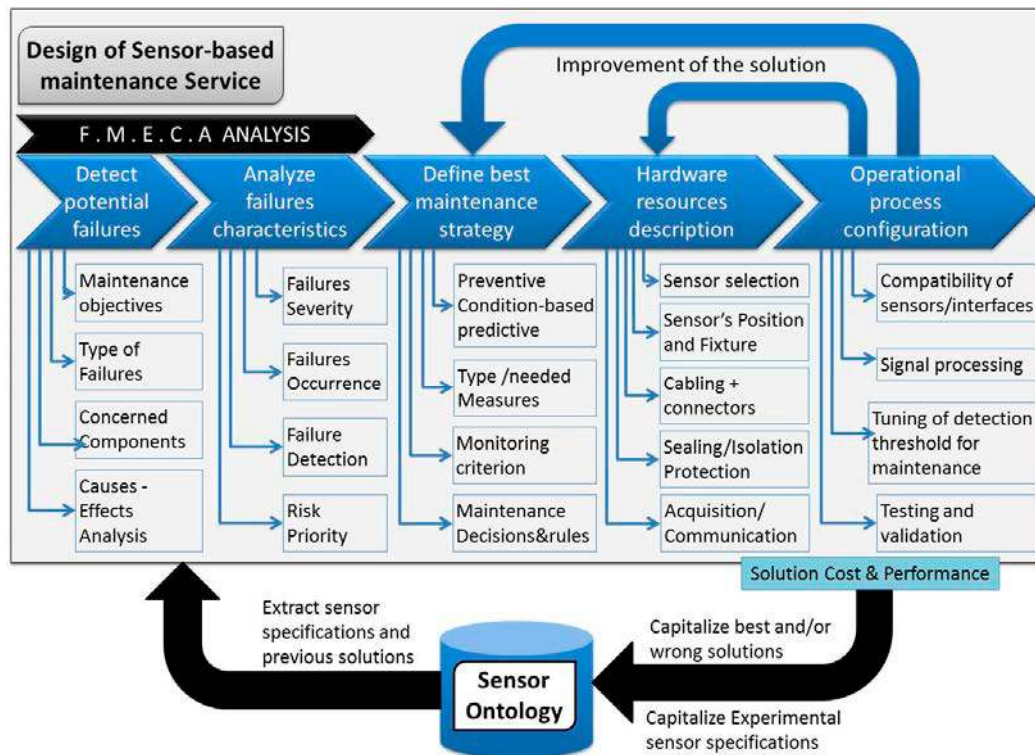 Design of Sensor-based
maintenance Service
Improvement of the solution
F . M . E . C . A ANALYSIS
Detect
potential
failures
Analyze
failures
characteristics
Define best
maintenance
strategy
Hardware
resources
description
Operational
process
configuration
Maintenance
objectives
Type of
Failures
Concerned
Components
Causes -
Effects
Analysis
Failures
Severity
Failures
Occurrence
Failure
Detection
Risk
Priority
Preventive
Condition-based
predictive
Type /needed
Measures
Monitoring
criterion
Maintenance
Decisions&rules
Sensor selection
Sensor's Position
and Fixture
Cabling +
connectors
Sealing/Isolation
Protection
Acquisition/
Communication
Compatibility of
sensors/interfaces
Signal processing
Tuning of detection
threshold for
maintenance
Testing and
validation
Solution Cost & Performance
Extract sensor
specifications and
previous solutions
Sensor
Ontology
Capitalize best and/or
wrong solutions
Capitalize Experimental
sensor specifications